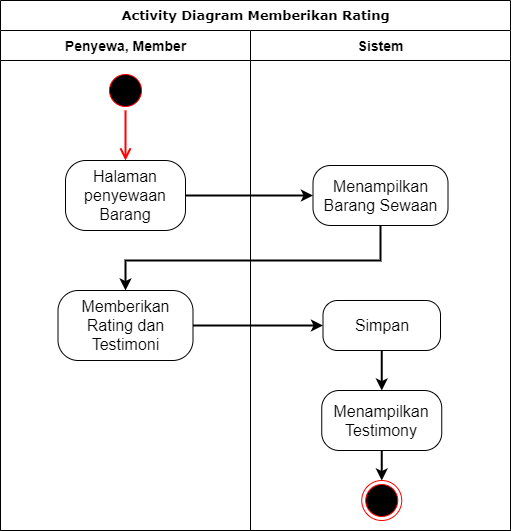 Activity Diagram Memberikan Rating
Penyewa, Member
Sistem
Halaman
penyewaan
Barang
Menampilkan
Barang Sewaan
Memberikan
Rating dan
Testimoni
Simpan
Menampilkan
Testimony